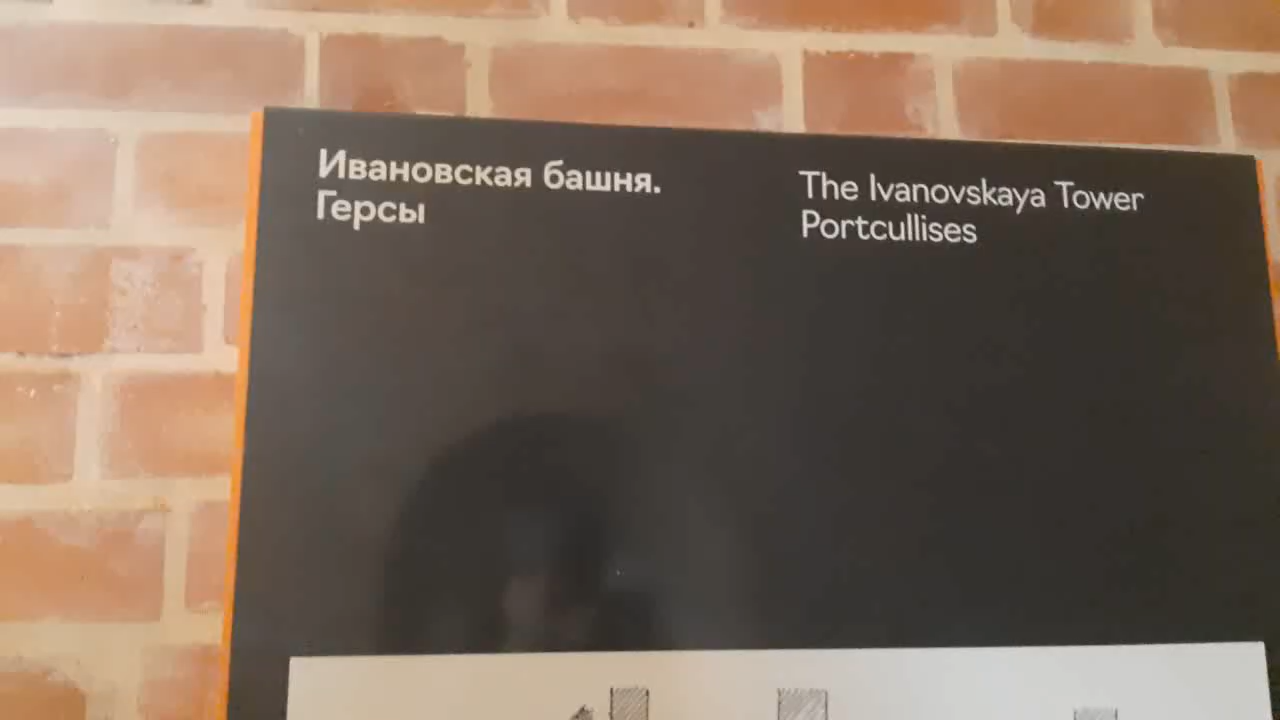 Ивановская башня.
Герсы
The Ivanovskaya Tower
Portcullises